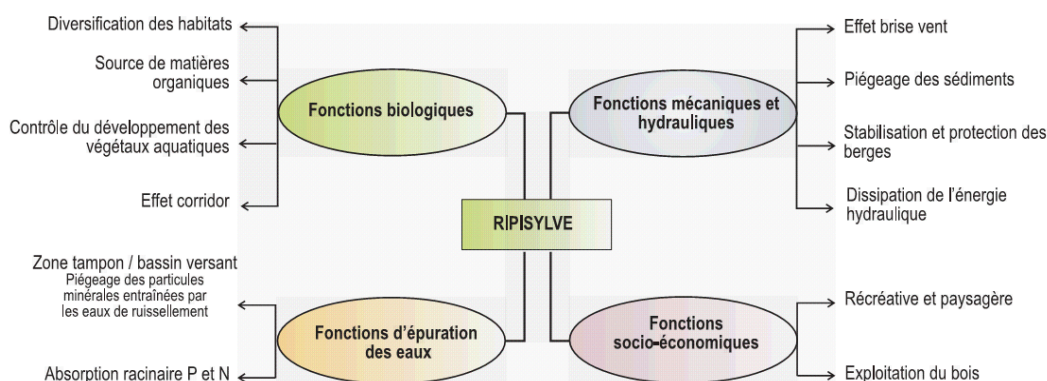 Diversification des habitats
Source de matières
organiques
Contrôle du développement des
végétaux aquatiques
Effet corridor
Fonctions biologiques
Fonctions mécaniques et
hydrauliques
Effet brise vent
Piégeage des sédiments
Stabilisation et protection des
berges
Dissipation de l'énergie
hydraulique
RIPISYLVE
Zone tampon / bassin versant
Piégeage des particules
minérales entraînées par
les eaux de ruissellement
Absorption racinaire P et N
Fonctions d'épuration
des eaux
Fonctions
socio-économiques
Récréative et paysagère
Exploitation du bois